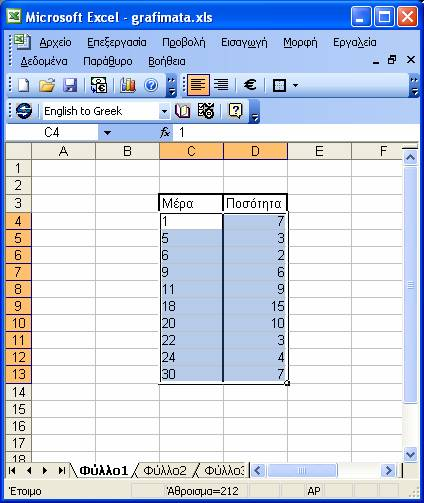 Microsoft Excel - grafimata.xls
Αρχείο Επεξεργασία Προβολή Εισαγωγή Μορφή Εργαλεία
Δεδομένα Παράθυρο Βοήθεια
English to Greek
C4 fx 1
A B C D E F
1
2
3 Μέρα Ποσότητα
4 1 7
5 5 3
6 6 2
7 9 6
8 11 9
9 18 15
10 20 10
11 22 3
12 24 4
13 30 7
14
15
16
17
18
Φύλλο1 Φύλλο2 Φύλλο3
Έτοιμο Άθροισμα=212 AP